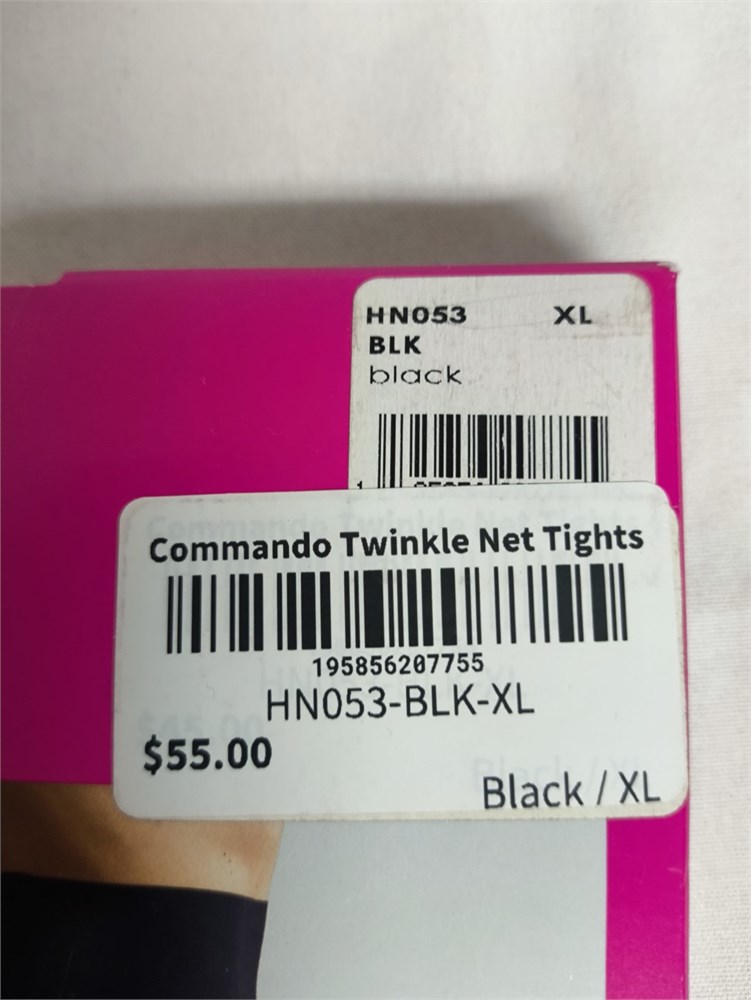 HN053 XL
BLK
black
Commando Twinkle Net Tights
195856207755
HN053-BLK-XL
$55.00
Black / XL